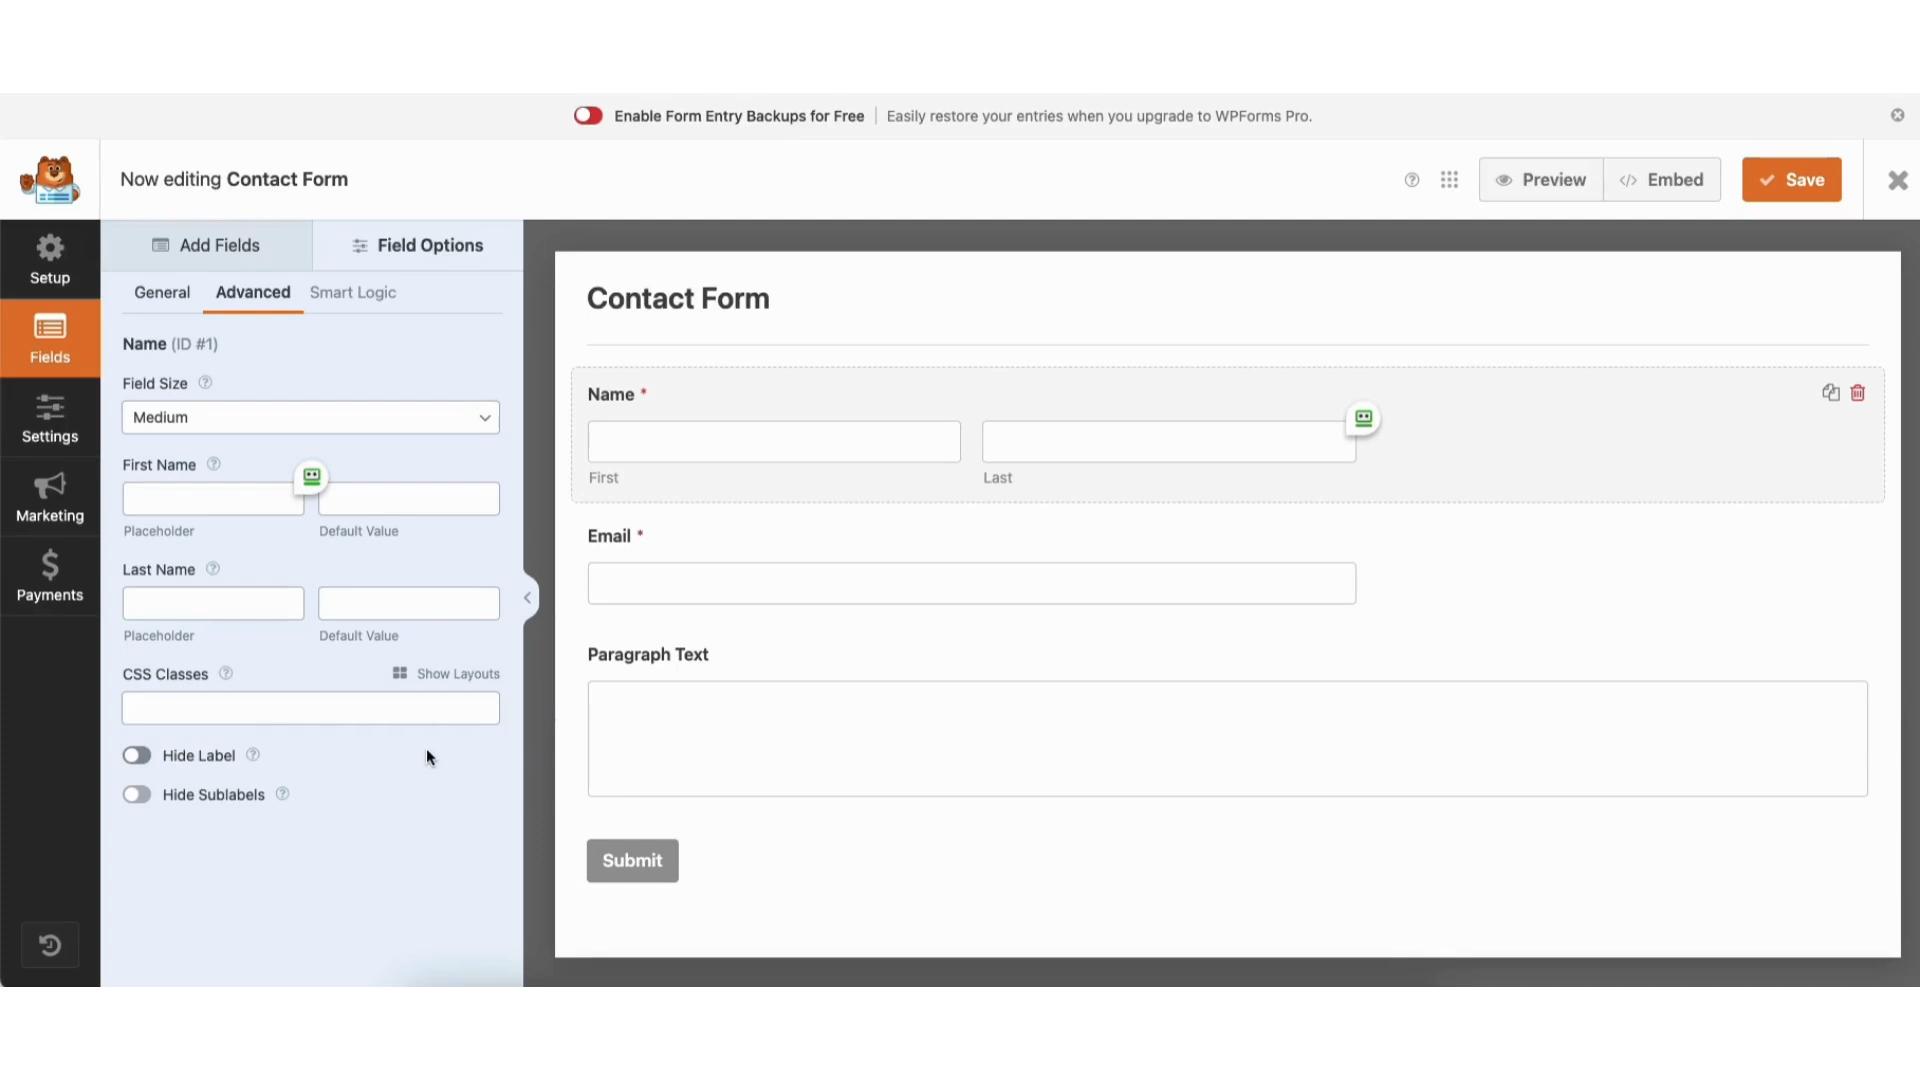 Enable Form Entry Backups for Free | Easily restore your entries when you upgrade to WPForms Pro.
Now editing Contact Form
Preview
</> Embed
Save
Setup
Fields
Settings
Marketing
Payments
Add Fields
Field Options
General
Advanced
Smart Logic
Name (ID #1)
Field Size
Medium
First Name
Placeholder
Default Value
Last Name
Placeholder
Default Value
CSS Classes
Show Layouts
Hide Label
Hide Sublabels
Contact Form
Name *
First
Last
Email *
Paragraph Text
Submit